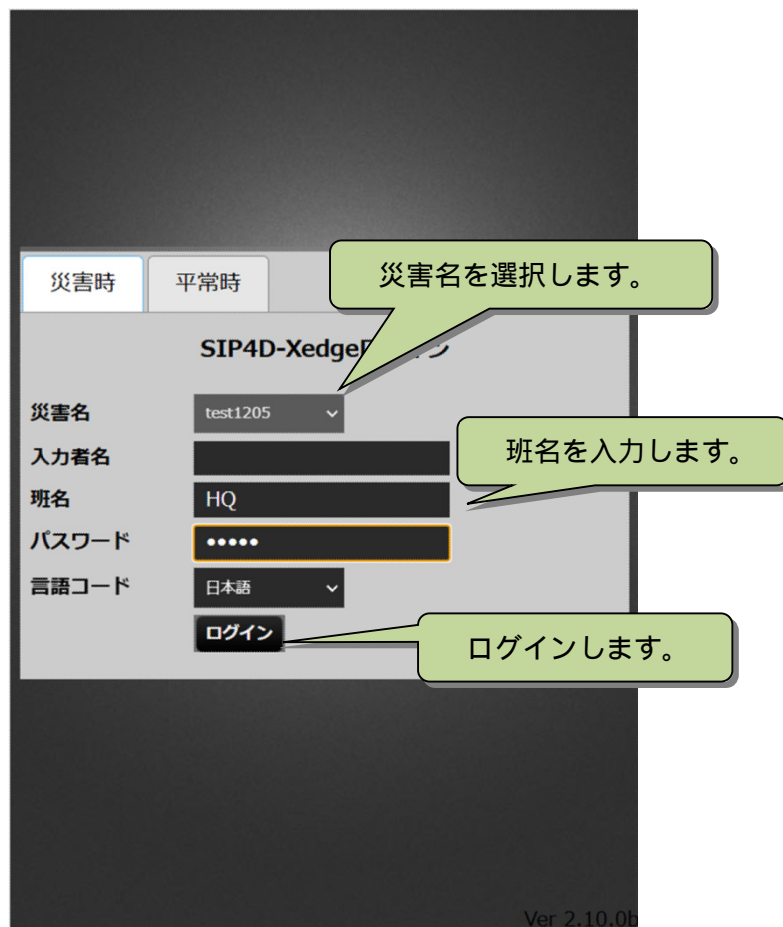 災害時
平常時
災害名を選択します。
SIP4D-Xedge
災害名
test1205
入力者名
班名を入力します。
班名
HQ
パスワード
•••••
言語コード
日本語
ログイン
ログインします。
Ver 2.10.0b